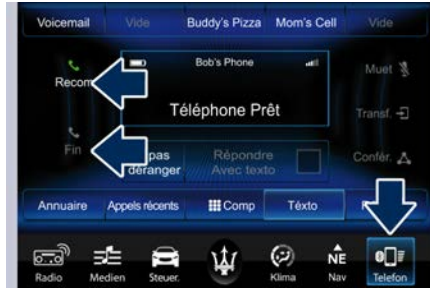 Voicemail Vide Buddy's Pizza Mom's Cell Vide
Bob's Phone
Recom
Muet
Téléphone Prêt
Transf.
Fin
pas Répondre
déranger Avec texto
Confér.
Annuaire Appels récents Comp Téxto
NE
Radio Medien Steuer. Klima Nav Telefon